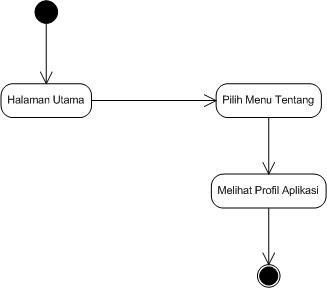 Halaman Utama
Pilih Menu Tentang
Melihat Profil Aplikasi